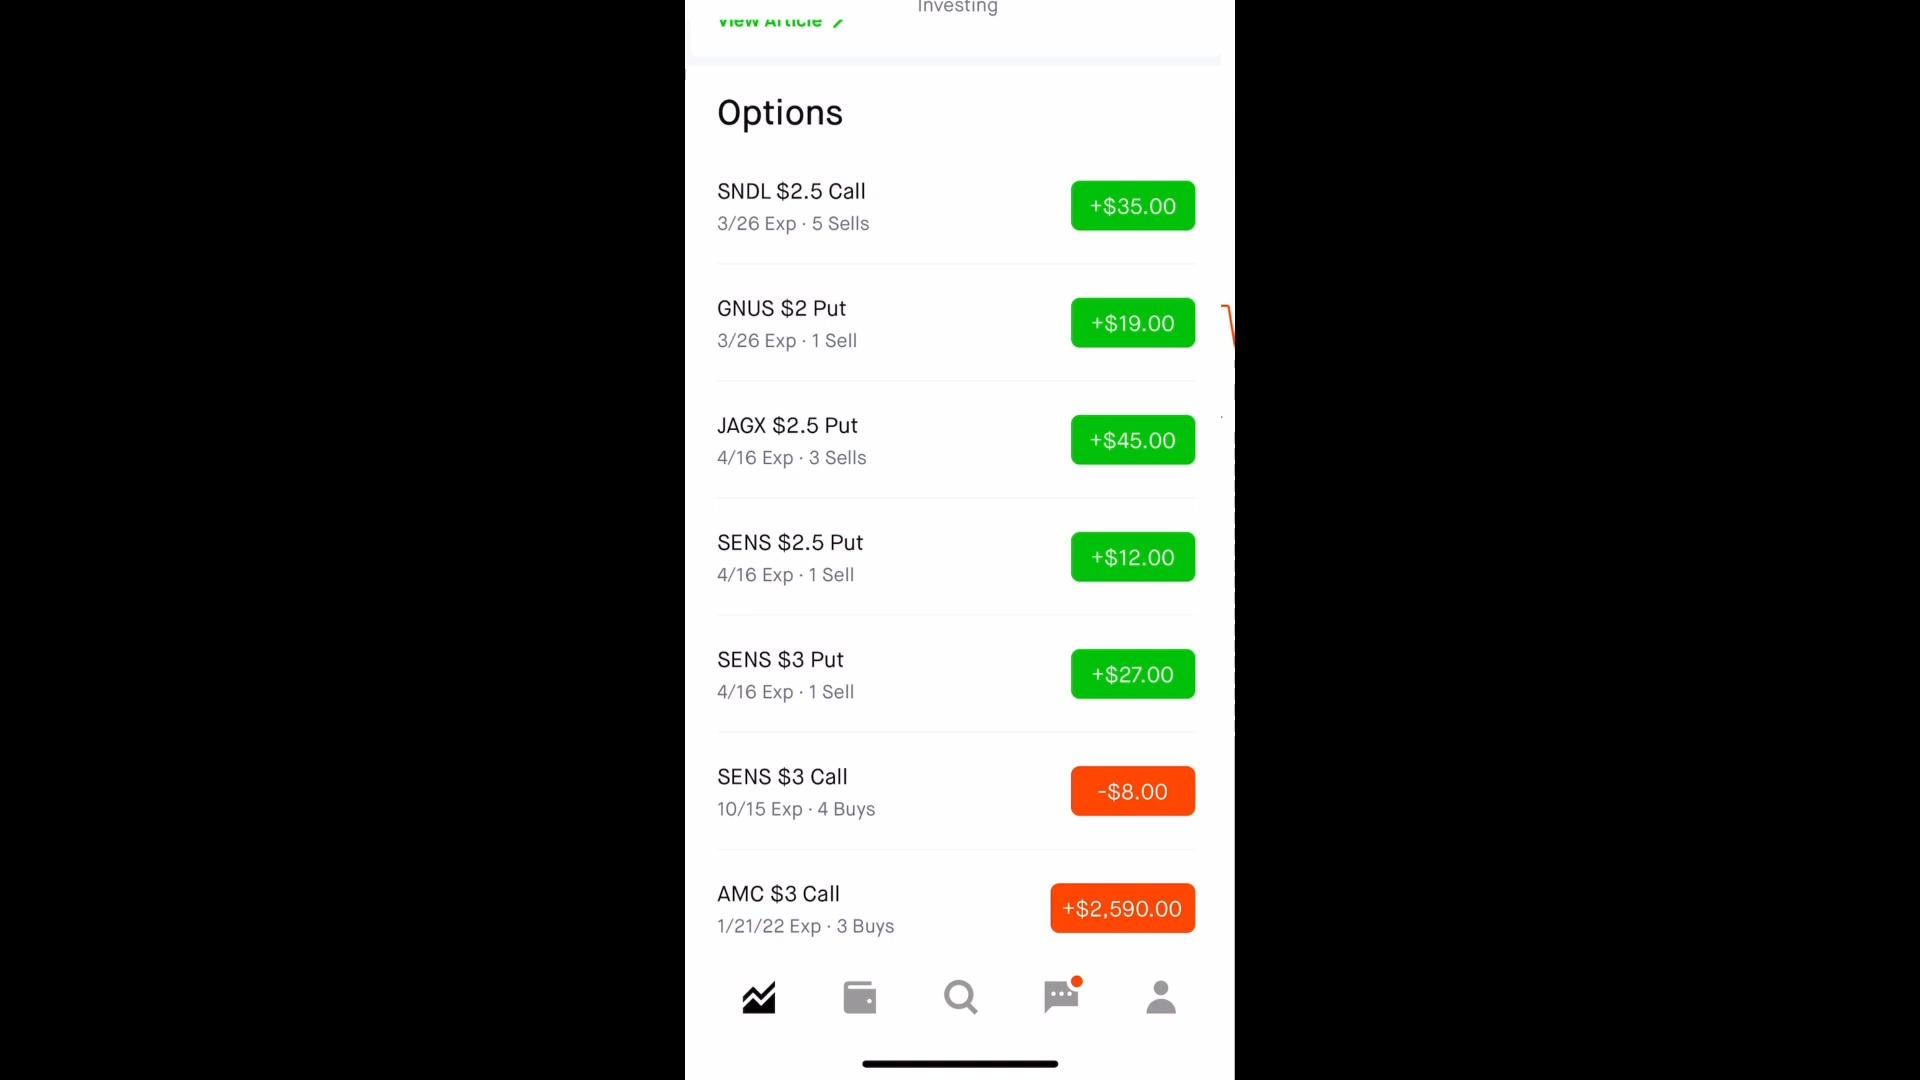 Investing
View Article
Options
SNDL $2.5 Call
3/26 Exp · 5 Sells
+$35.00
GNUS $2 Put
3/26 Exp · 1 Sell
+$19.00
JAGX $2.5 Put
4/16 Exp · 3 Sells
+$45.00
SENS $2.5 Put
4/16 Exp · 1 Sell
+$12.00
SENS $3 Put
4/16 Exp · 1 Sell
+$27.00
SENS $3 Call
10/15 Exp · 4 Buys
-$8.00
AMC $3 Call
1/21/22 Exp · 3 Buys
+$2,590.00